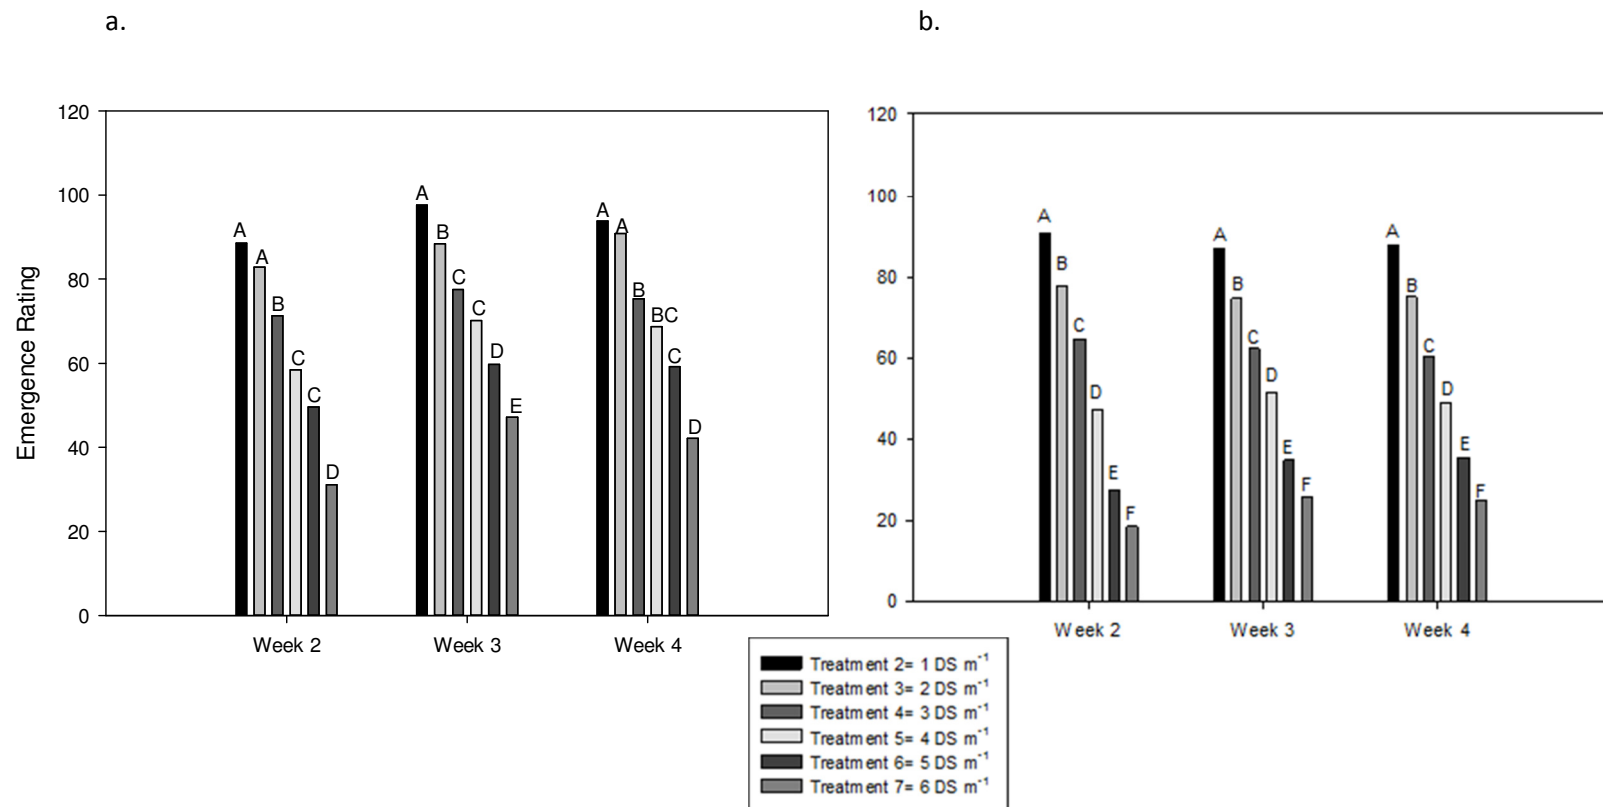 a.
b.
120
100
80
60
40
20
0
Emergence Rating
A
A
B
C
C
D
A
B
C
C
D
E
A
A
B
BC
C
D
Week 2
Week 3
Week 4
120
100
80
60
40
20
0
A
B
C
D
E
F
A
B
C
D
E
F
A
B
C
D
E
F
Week 2
Week 3
Week 4
Treatment 2= 1 DS m⁻¹
Treatment 3= 2 DS m⁻¹
Treatment 4= 3 DS m⁻¹
Treatment 5= 4 DS m⁻¹
Treatment 6= 5 DS m⁻¹
Treatment 7= 6 DS m⁻¹